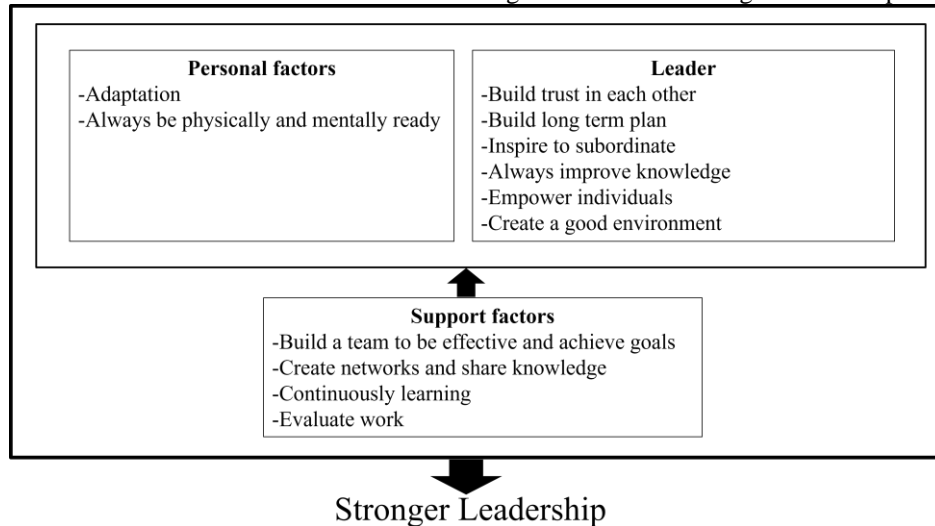 Personal factors
-Adaptation
-Always be physically and mentally ready
Leader
-Build trust in each other
-Build long term plan
-Inspire to subordinate
-Always improve knowledge
-Empower individuals
-Create a good environment
Support factors
-Build a team to be effective and achieve goals
-Create networks and share knowledge
-Continuously learning
-Evaluate work
Stronger Leadership